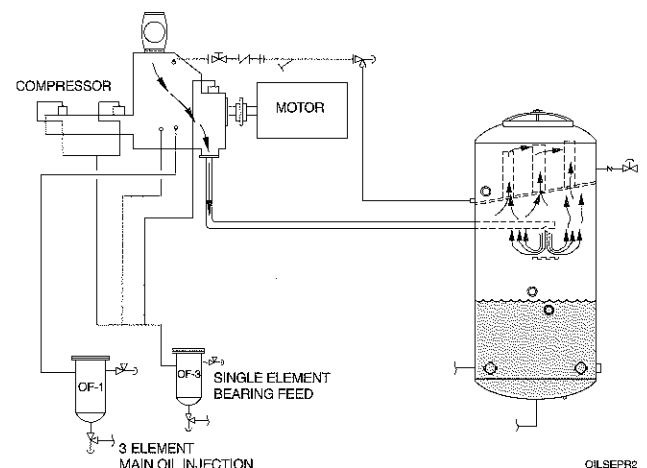 COMPRESSOR
MOTOR
OF-1
OF-3
SINGLE ELEMENT
BEARING FEED
3 ELEMENT
MAIN OIL INJECTION
OILSEPR2